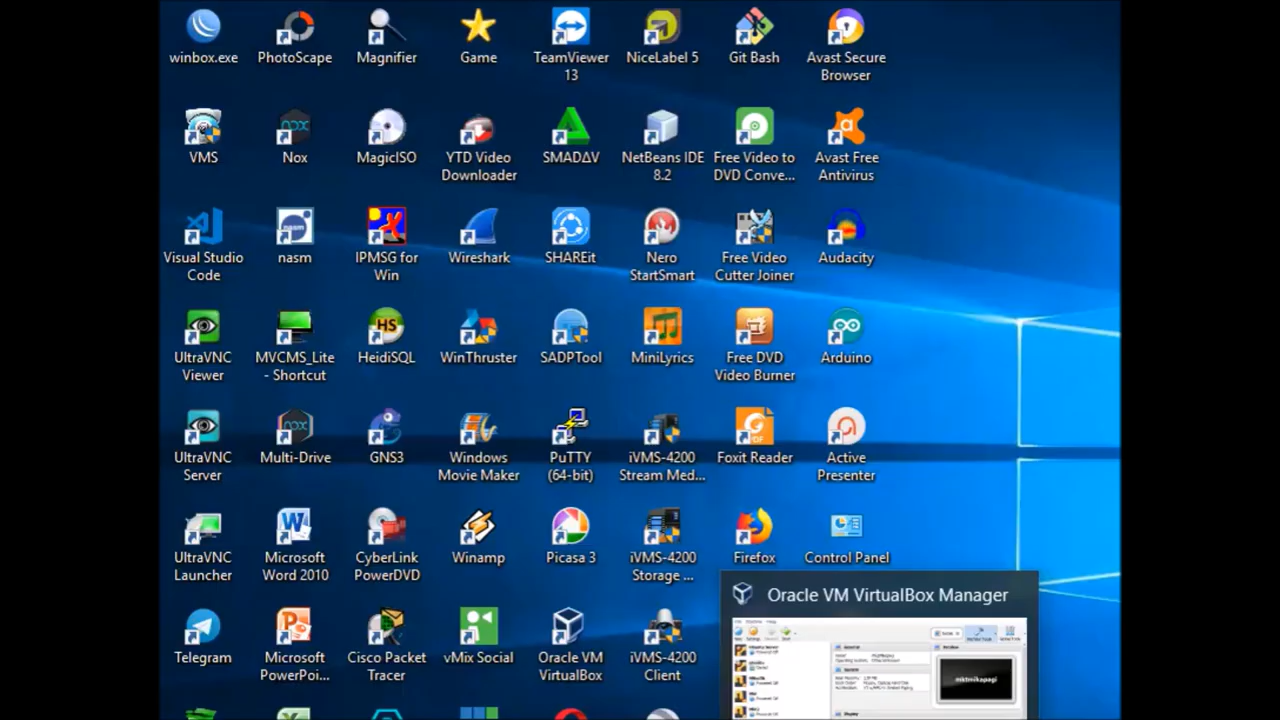 winbox.exe
PhotoScape
Magnifier
Game
TeamViewer
13
NiceLabel 5
Git Bash
Avast Secure
Browser
VMS
Nox
MagicISO
YTD Video
Downloader
SMADΔV
NetBeans IDE
8.2
Free Video to
DVD Conve...
Avast Free
Antivirus
Visual Studio
Code
nasm
IPMSG for
Win
Wireshark
SHAREit
Nero
StartSmart
Free Video
Cutter Joiner
Audacity
UltraVNC
Viewer
MVCMS_Lite
- Shortcut
HeidiSQL
WinThruster
SADPTool
MiniLyrics
Free DVD
Video Burner
Arduino
UltraVNC
Server
Multi-Drive
GNS3
Windows
Movie Maker
PuTTY
(64-bit)
iVMS-4200
Stream Med...
Foxit Reader
Active
Presenter
UltraVNC
Launcher
Microsoft
Word 2010
CyberLink
PowerDVD
Winamp
Picasa 3
iVMS-4200
Storage ...
Firefox
Control Panel
Telegram
Microsoft
PowerPoi...
Cisco Packet
Tracer
vMix Social
Oracle VM
VirtualBox
iVMS-4200
Client
Oracle VM VirtualBox Manager
mktmikapagi